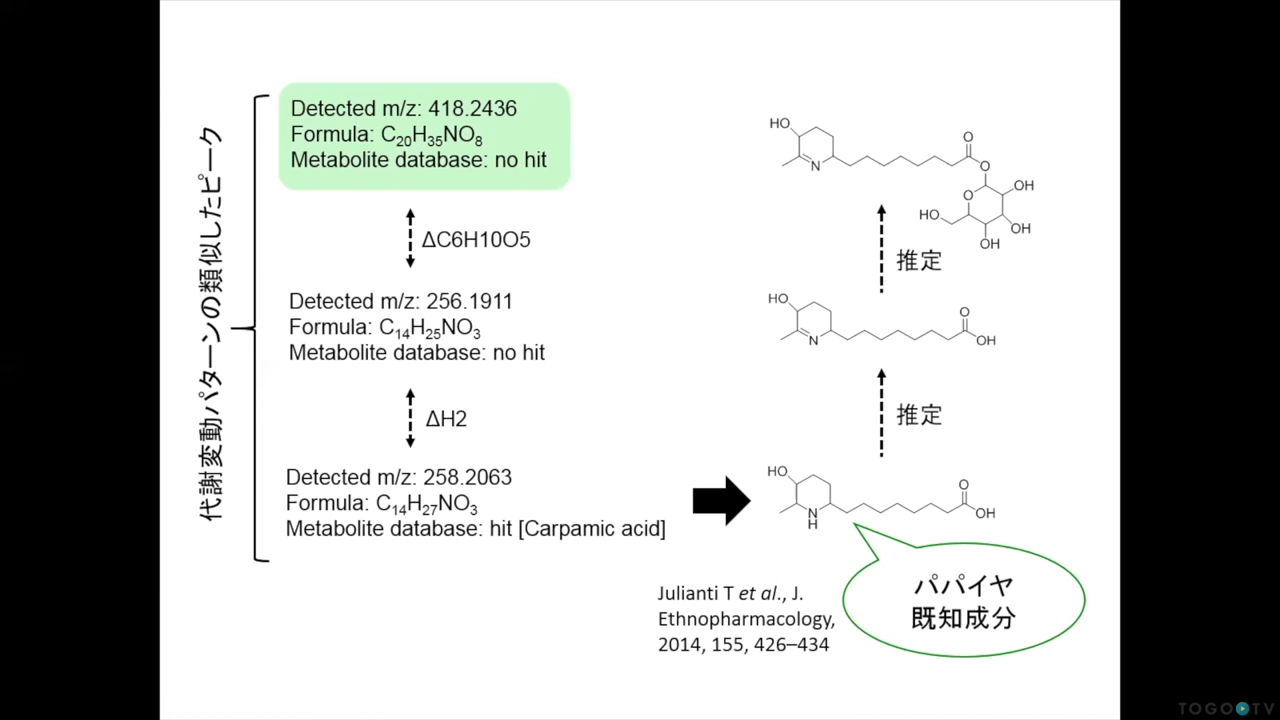 代謝変動パターンの類似したピーク
Detected m/z: 418.2436
Formula: C₂₀H₃₅NO₈
Metabolite database: no hit
ΔC6H10O5
Detected m/z: 256.1911
Formula: C₁₄H₂₅NO₃
Metabolite database: no hit
ΔH2
Detected m/z: 258.2063
Formula: C₁₄H₂₇NO₃
Metabolite database: hit [Carpamic acid]
HO
N
O
O
O
OH
HO
OH
OH
推定
HO
N
O
OH
推定
HO
N
H
O
OH
パパイヤ
既知成分
Julianti T et al., J.
Ethnopharmacology,
2014, 155, 426–434
TOGO TV